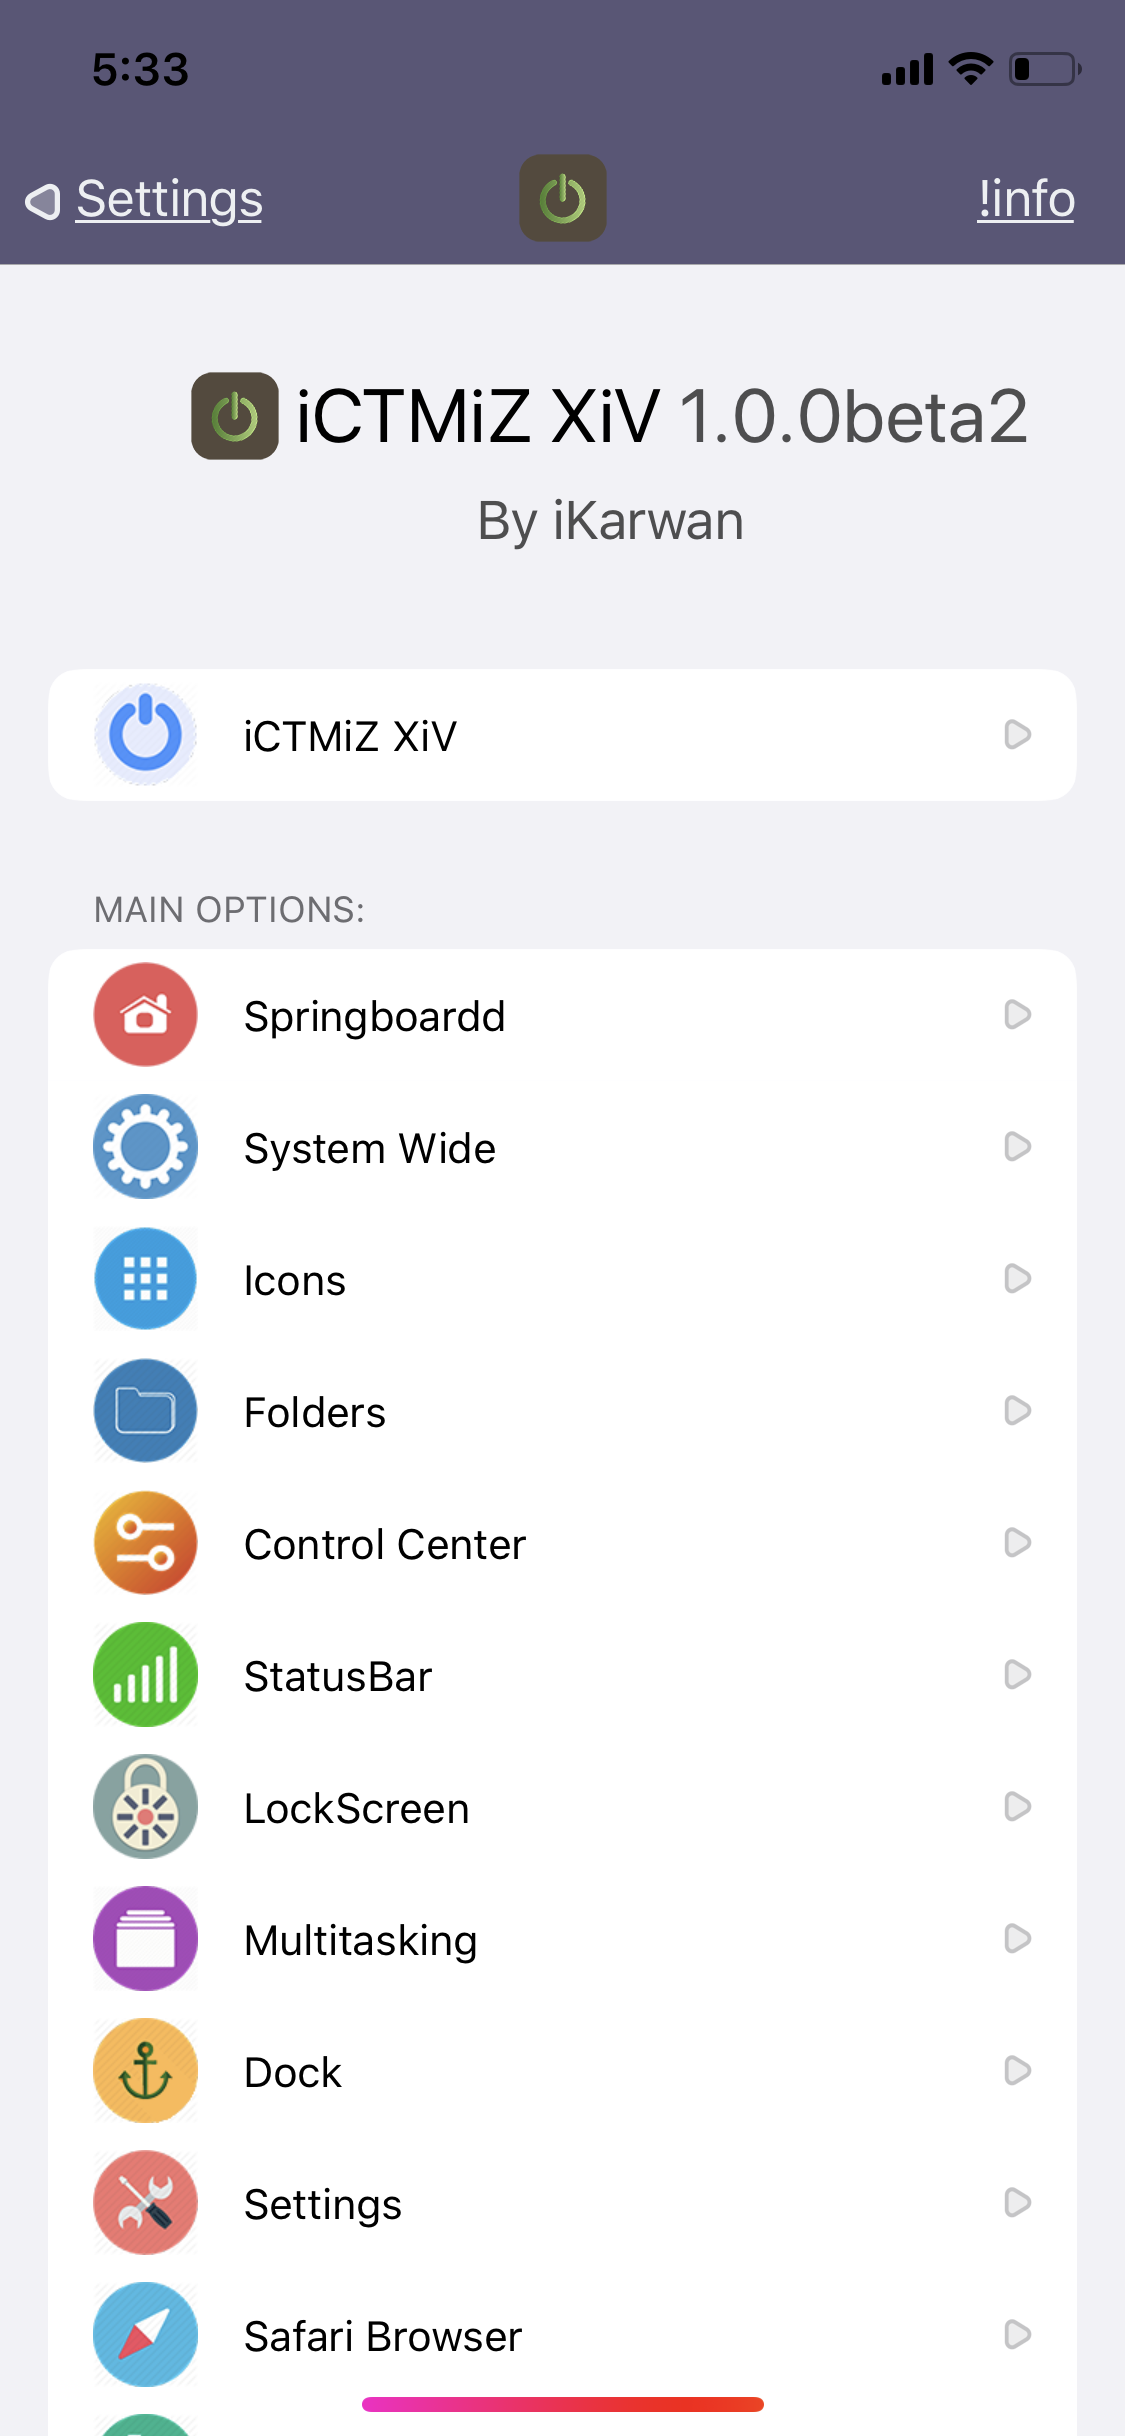 5:33
Settings
!info
iCTMiZ XiV 1.0.0beta2
By iKarwan
iCTMiZ XiV
MAIN OPTIONS:
Springboardd
System Wide
Icons
Folders
Control Center
StatusBar
LockScreen
Multitasking
Dock
Settings
Safari Browser